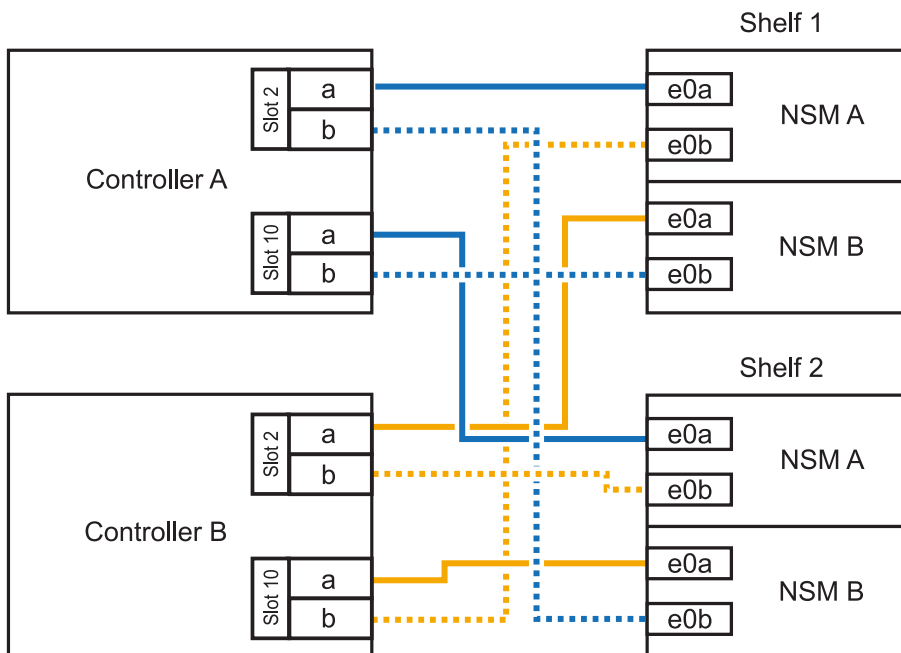 Shelf 1
Slot 2
a
b
Controller A
Slot 10
a
b
e0a
e0b
NSM A
e0a
e0b
NSM B
Shelf 2
Slot 2
a
b
Controller B
Slot 10
a
b
e0a
e0b
NSM A
e0a
e0b
NSM B